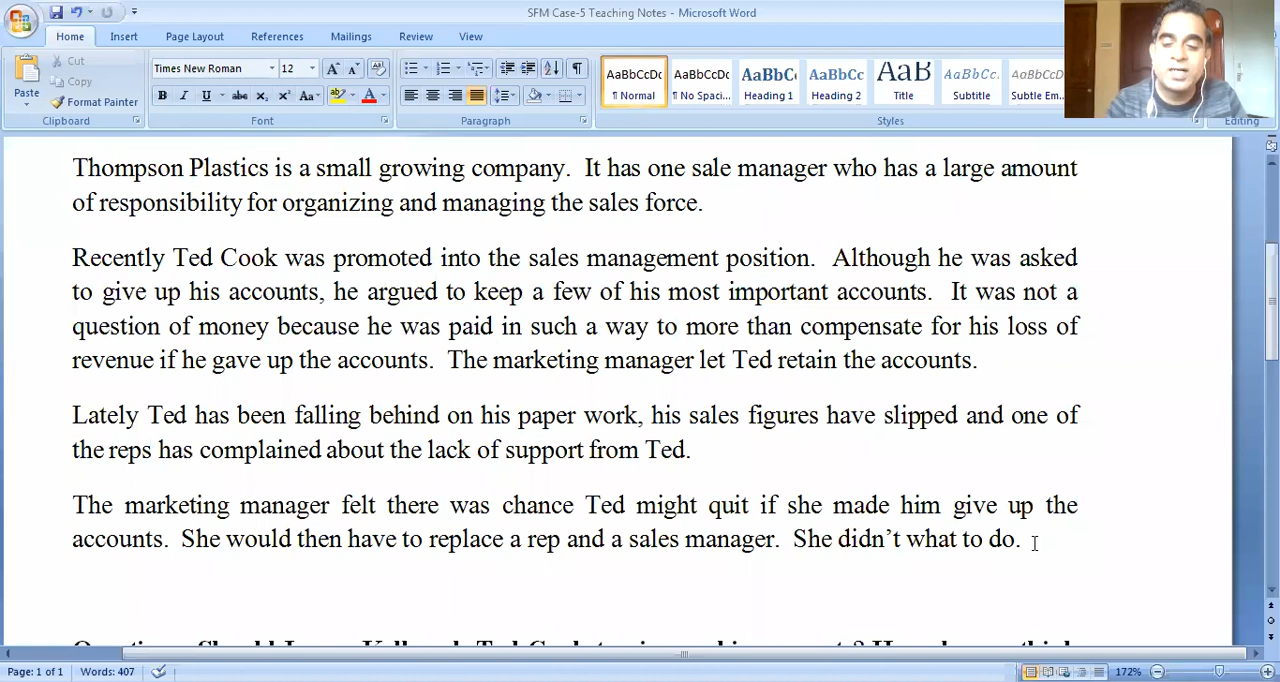 SFM Case-5 Teaching Notes - Microsoft Word
Home Insert Page Layout References Mailings Review View
Cut
Copy
Paste
Format Painter
Times New Roman 12
AaBbCcDc AaBbCcDc AaBbC AaBbCc AaB AaBbCc. AaBbCcDc
¶ Normal ¶ No Spaci... Heading 1 Heading 2 Title Subtitle Subtle Em...
Clipboard Font Paragraph Styles Editing
Thompson Plastics is a small growing company. It has one sale manager who has a large amount
of responsibility for organizing and managing the sales force.
Recently Ted Cook was promoted into the sales management position. Although he was asked
to give up his accounts, he argued to keep a few of his most important accounts. It was not a
question of money because he was paid in such a way to more than compensate for his loss of
revenue if he gave up the accounts. The marketing manager let Ted retain the accounts.
Lately Ted has been falling behind on his paper work, his sales figures have slipped and one of
the reps has complained about the lack of support from Ted.
The marketing manager felt there was chance Ted might quit if she made him give up the
accounts. She would then have to replace a rep and a sales manager. She didn’t what to do.
Page: 1 of 1 Words: 407 172%